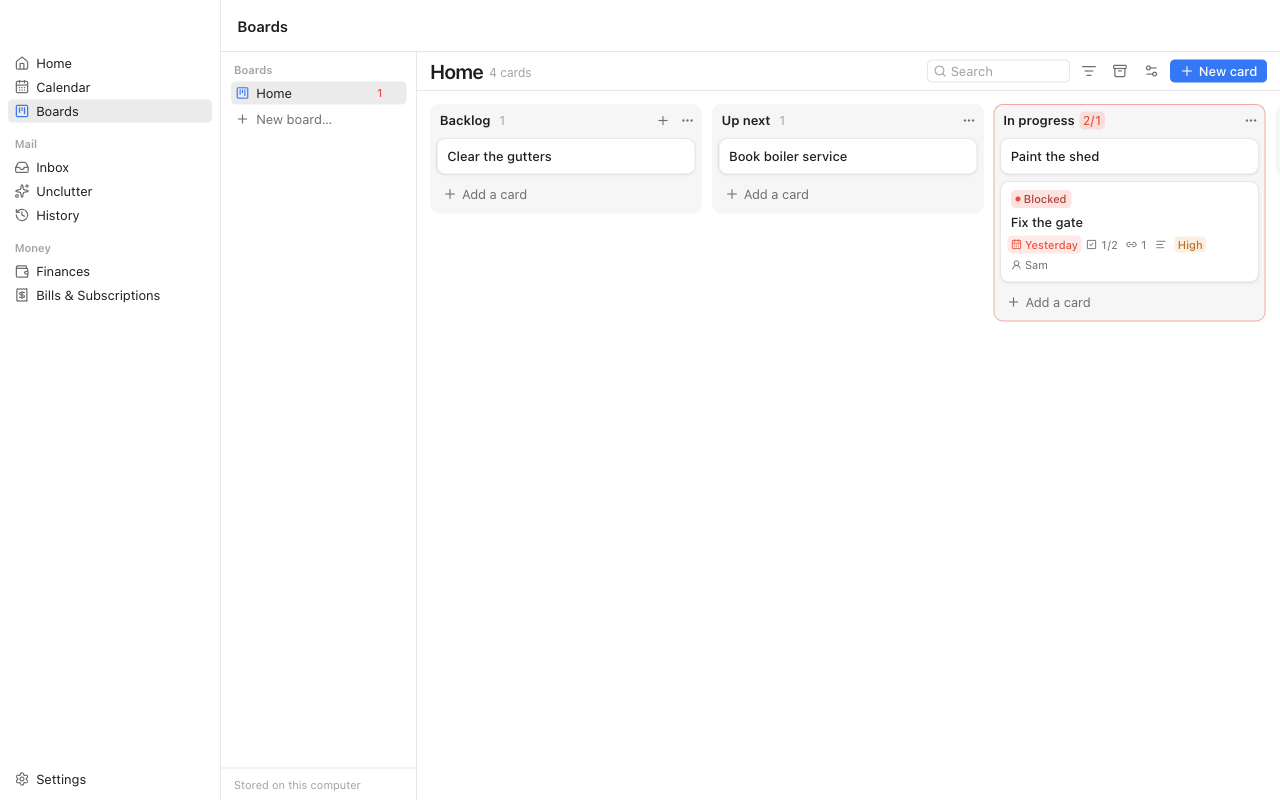 Boards
Home
Calendar
Boards
Mail
Inbox
Unclutter
History
Money
Finances
Bills & Subscriptions
Settings
Boards
Home 1
New board...
Stored on this computer
Home 4 cards
Search
New card
Backlog 1
Clear the gutters
Add a card
Up next 1
Book boiler service
Add a card
In progress 2/1
Paint the shed
Blocked
Fix the gate
Yesterday 1/2 1 High
Sam
Add a card